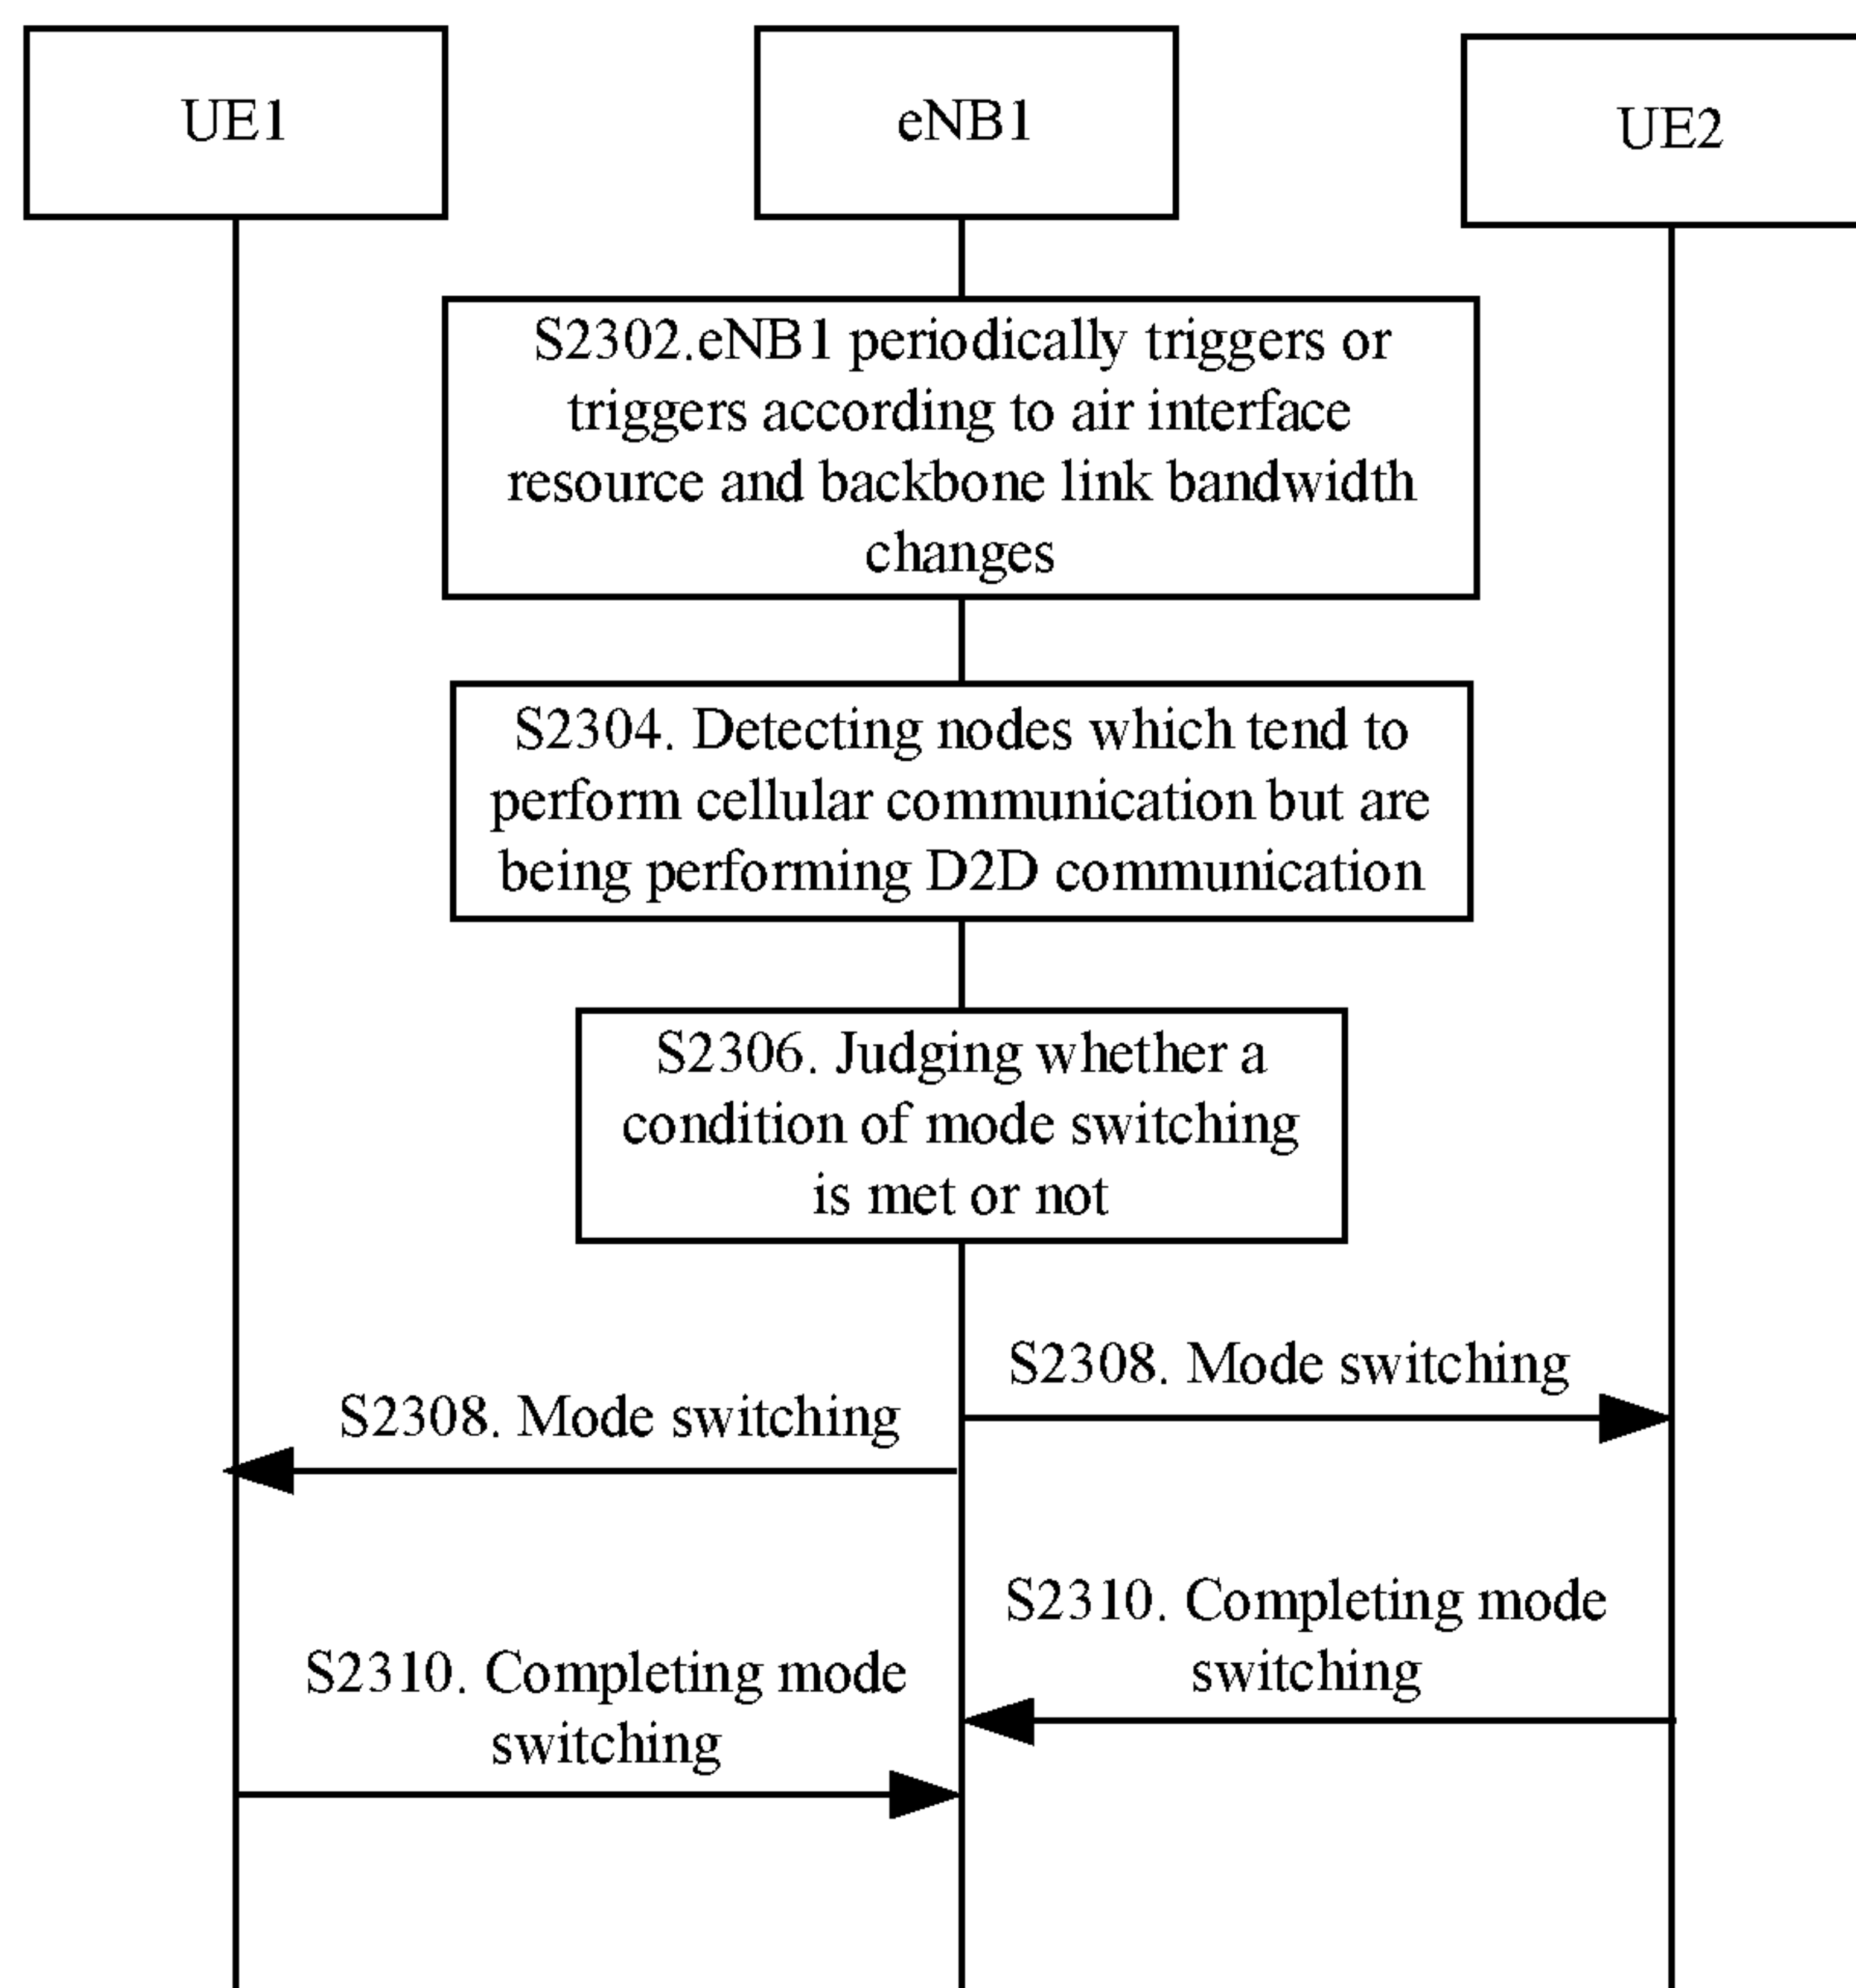 UE1
eNB1
UE2
S2302.eNB1 periodically triggers or
triggers according to air interface
resource and backbone link bandwidth
changes
S2304. Detecting nodes which tend to
perform cellular communication but are
being performing D2D communication
S2306. Judging whether a
condition of mode switching
is met or not
S2308. Mode switching
S2308. Mode switching
S2310. Completing mode
switching
S2310. Completing mode
switching